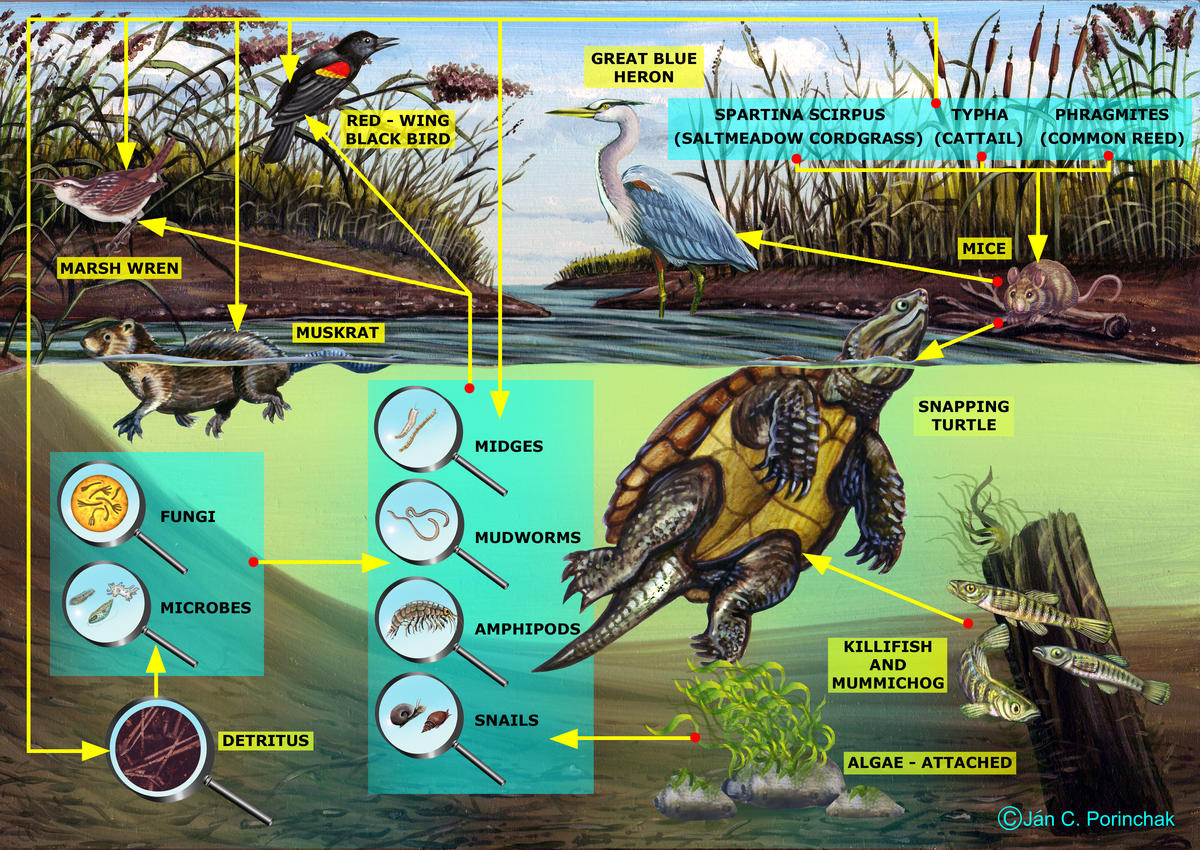 GREAT BLUE
HERON
RED - WING
BLACK BIRD
SPARTINA SCIRPUS
(SALTMEADOW CORDGRASS)
TYPHA
(CATTAIL)
PHRAGMITES
(COMMON REED)
MARSH WREN
MICE
MUSKRAT
SNAPPING
TURTLE
MIDGES
FUNGI
MUDWORMS
MICROBES
AMPHIPODS
KILLIFISH
AND
MUMMICHOG
SNAILS
DETRITUS
ALGAE - ATTACHED
©Ján C. Porinchak